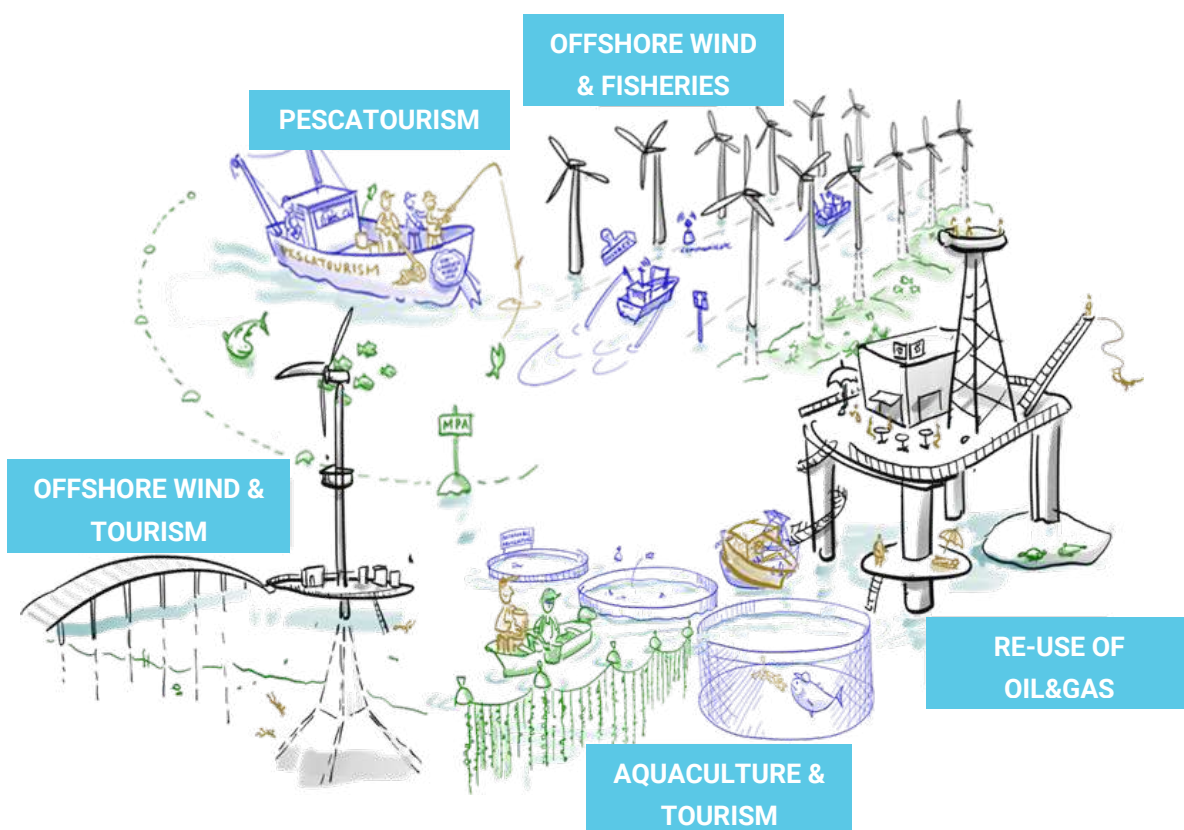 OFFSHORE WIND
& FISHERIES
PESCATOURISM
PESCATOURISM
MPA
OFFSHORE WIND &
TOURISM
RE-USE OF
OIL&GAS
AQUACULTURE &
TOURISM